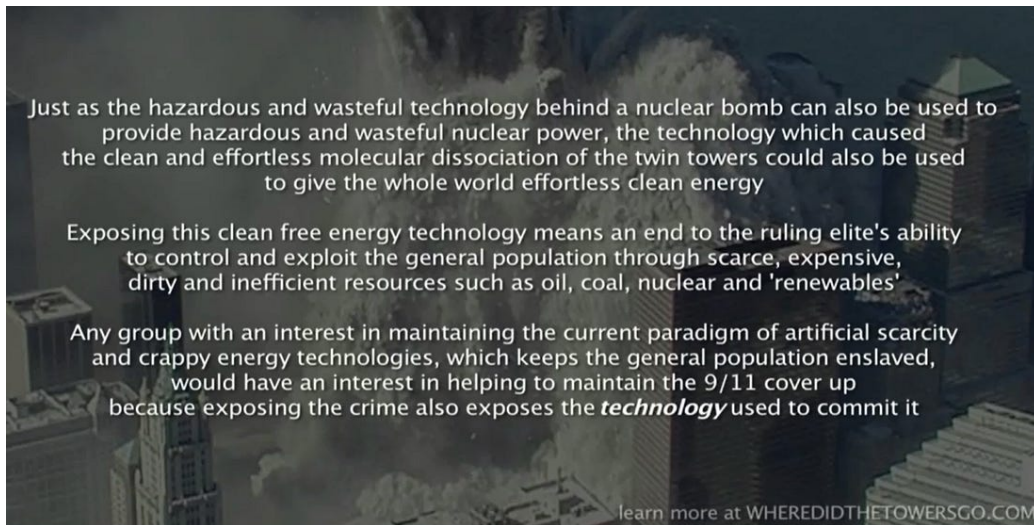 Just as the hazardous and wasteful technology behind a nuclear bomb can also be used to
provide hazardous and wasteful nuclear power, the technology which caused
the clean and effortless molecular dissociation of the twin towers could also be used
to give the whole world effortless clean energy
Exposing this clean free energy technology means an end to the ruling elite's ability
to control and exploit the general population through scarce, expensive,
dirty and inefficient resources such as oil, coal, nuclear and 'renewables'
Any group with an interest in maintaining the current paradigm of artificial scarcity
and crappy energy technologies, which keeps the general population enslaved,
would have an interest in helping to maintain the 9/11 cover up
because exposing the crime also exposes the technology used to commit it
learn more at WHEREDIDTHETOWERSGO.COM